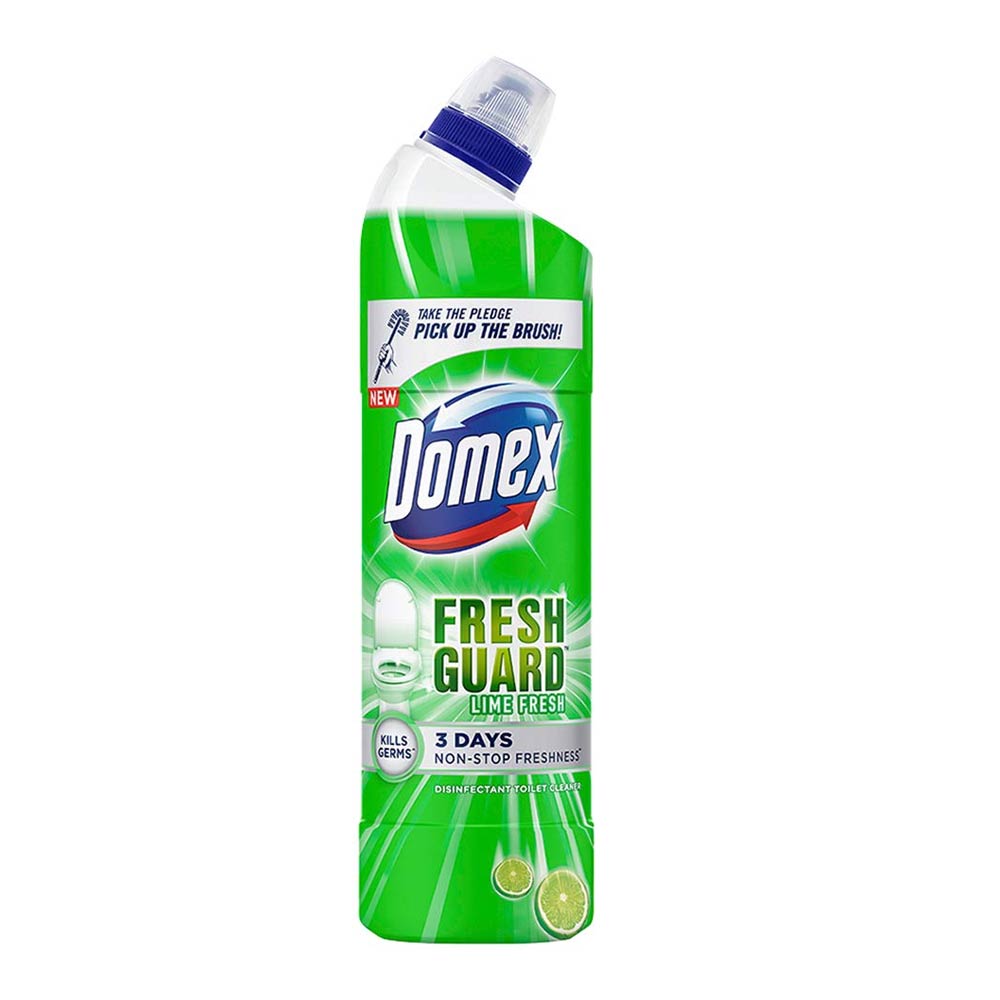 TAKE THE PLEDGE
PICK UP THE BRUSH!
NEW
Domex
FRESH
GUARD™
LIME FRESH
KILLS
GERMS
3 DAYS
NON-STOP FRESHNESS
DISINFECTANT TOILET CLEANER